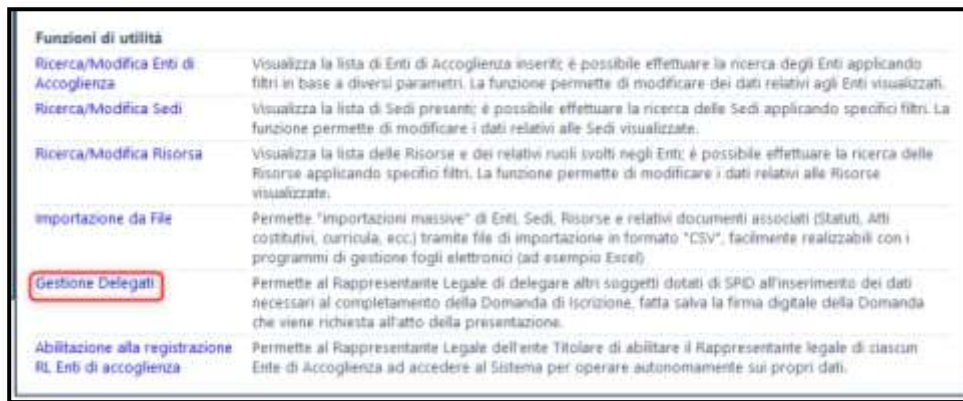 Funzioni di utilità
Ricerca/Modifica Enti di
Accoglienza
Visualizza la lista di Enti di Accoglienza inseriti; è possibile effettuare la ricerca degli Enti applicando
filtri in base a diversi parametri. La funzione permette di modificare dei dati relativi agli Enti visualizzati.
Ricerca/Modifica Sedi
Visualizza la lista di Sedi presenti; è possibile effettuare la ricerca delle Sedi applicando specifici filtri. La
funzione permette di modificare i dati relativi alle Sedi visualizzate.
Ricerca/Modifica Risorsa
Visualizza la lista delle Risorse e dei relativi ruoli svolti negli Enti; è possibile effettuare la ricerca delle
Risorse applicando specifici filtri. La funzione permette di modificare i dati relativi alle Risorse
visualizzate.
Importazione da File
Permette "importazioni massive" di Enti, Sedi, Risorse e relativi documenti associati (Statuti, Atti
costitutivi, curricula, ecc.) tramite file di importazione in formato "CSV", facilmente realizzabili con i
programmi di gestione fogli elettronici (ad esempio Excel)
Gestione Delegati
Permette al Rappresentante Legale di delegare altri soggetti dotati di SPID all'inserimento dei dati
necessari al completamento della Domanda di Iscrizione, fatta salva la firma digitale della Domanda
che viene richiesta all'atto della presentazione.
Abilitazione alla registrazione
RL Enti di accoglienza
Permette al Rappresentante Legale dell'ente Titolare di abilitare il Rappresentante legale di ciascun
Ente di Accoglienza ad accedere al Sistema per operare autonomamente sui propri dati.